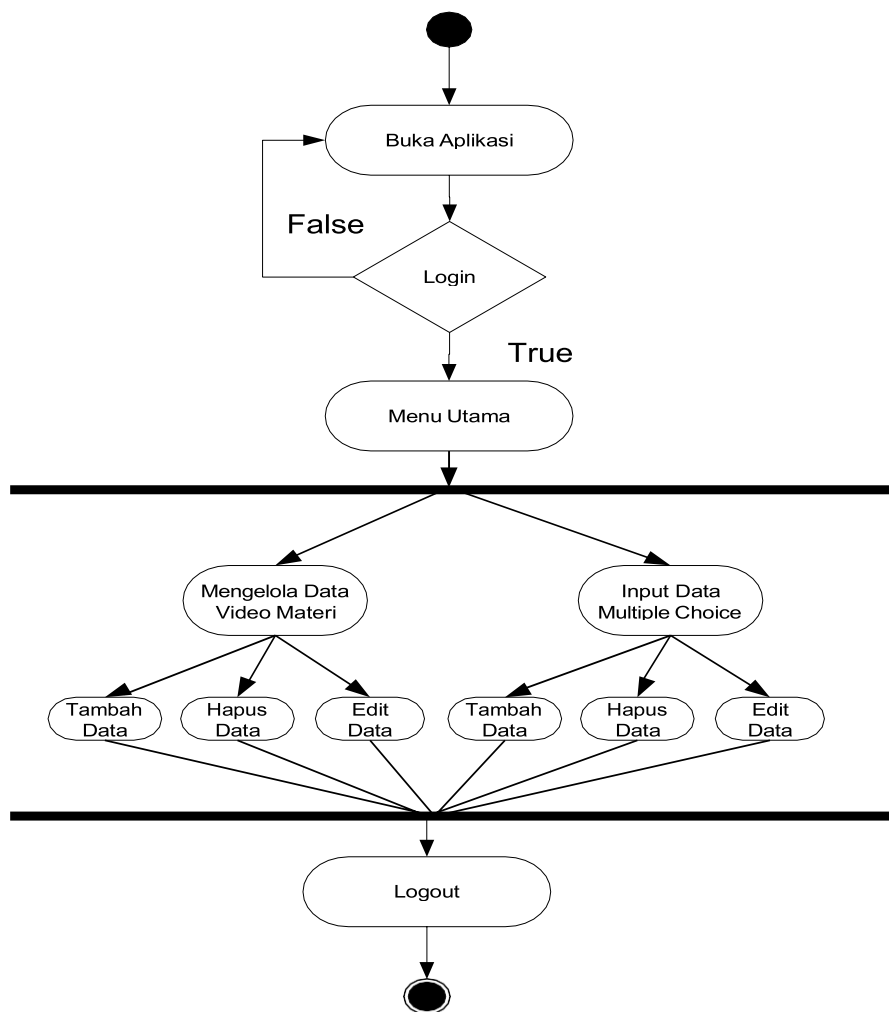 Buka Aplikasi
False
Login
True
Menu Utama
Mengelola Data
Video Materi
Input Data
Multiple Choice
Tambah
Data
Hapus
Data
Edit
Data
Tambah
Data
Hapus
Data
Edit
Data
Logout